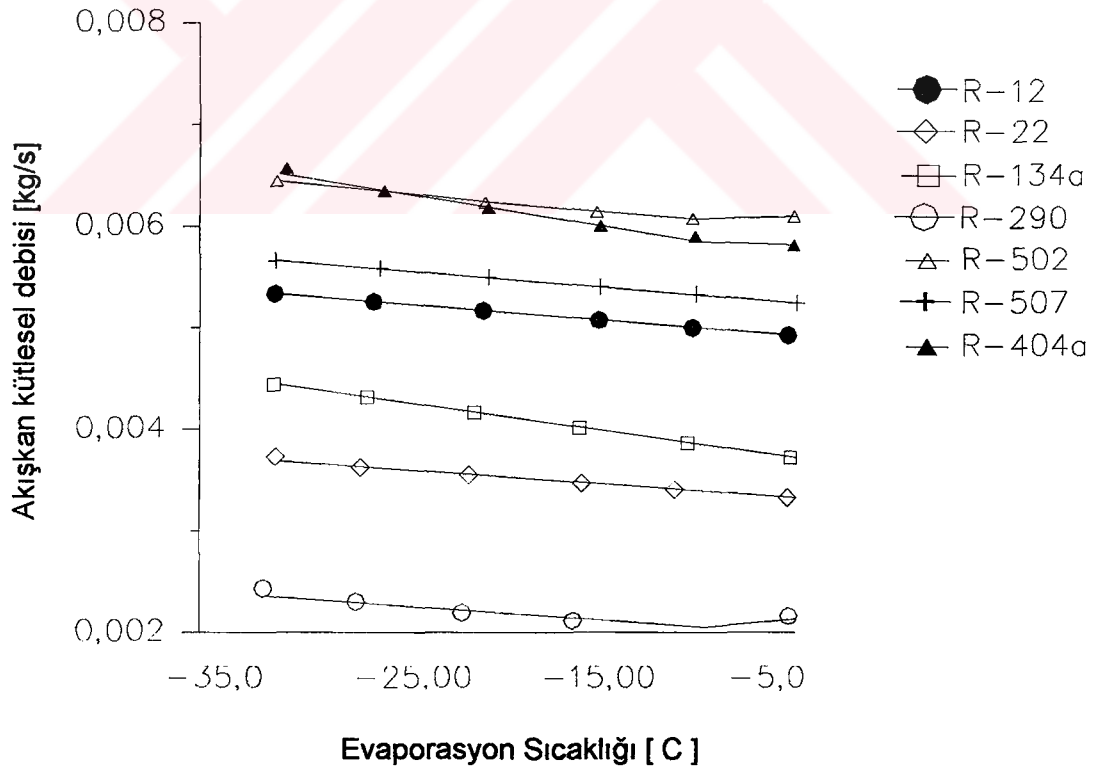 0,008
0,006
0,004
0,002
Akışkan kütlesel debisi [kg/s]
-35,0 -25,00 -15,00 -5,0
Evaporasyon Sıcaklığı [ C ]
R-12
R-22
R-134a
R-290
R-502
R-507
R-404a